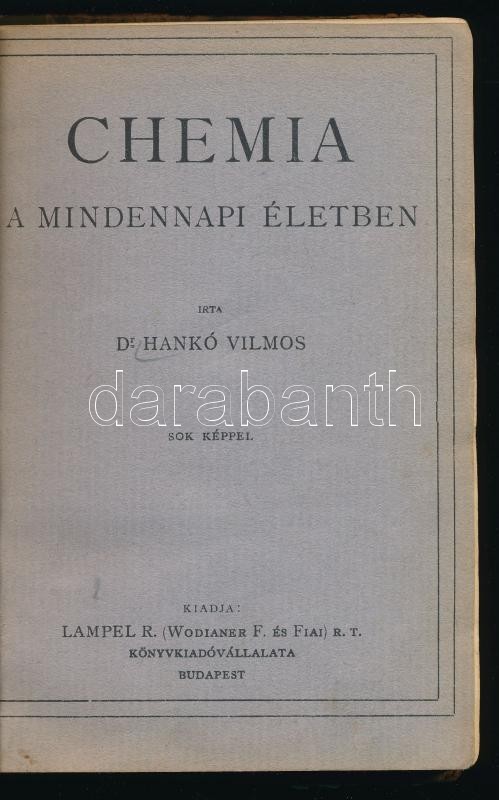 CHEMIA
A MINDENNAPI ÉLETBEN
IRTA
Dr. HANKÓ VILMOS
darabanth
SOK KÉPPEL
KIADJA:
LAMPEL R. (WODIANER F. ÉS FIAI) R. T.
KÖNYVKIADÓVÁLLALATA
BUDAPEST